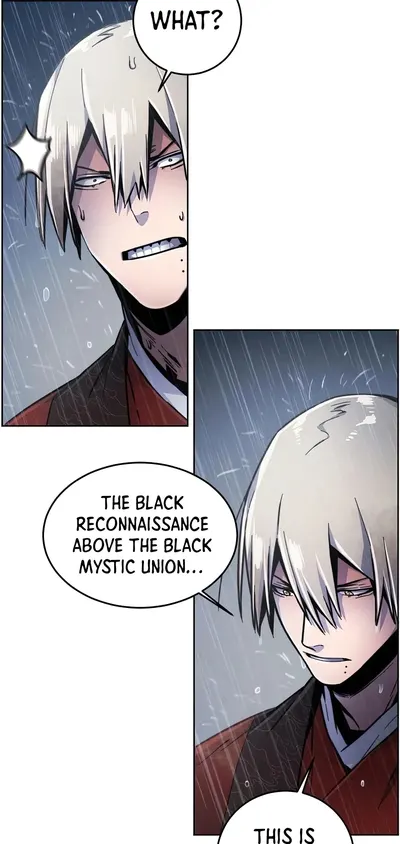 WHAT?
THE BLACK
RECONNAISSANCE
ABOVE THE BLACK
MYSTIC UNION...
THIS IS